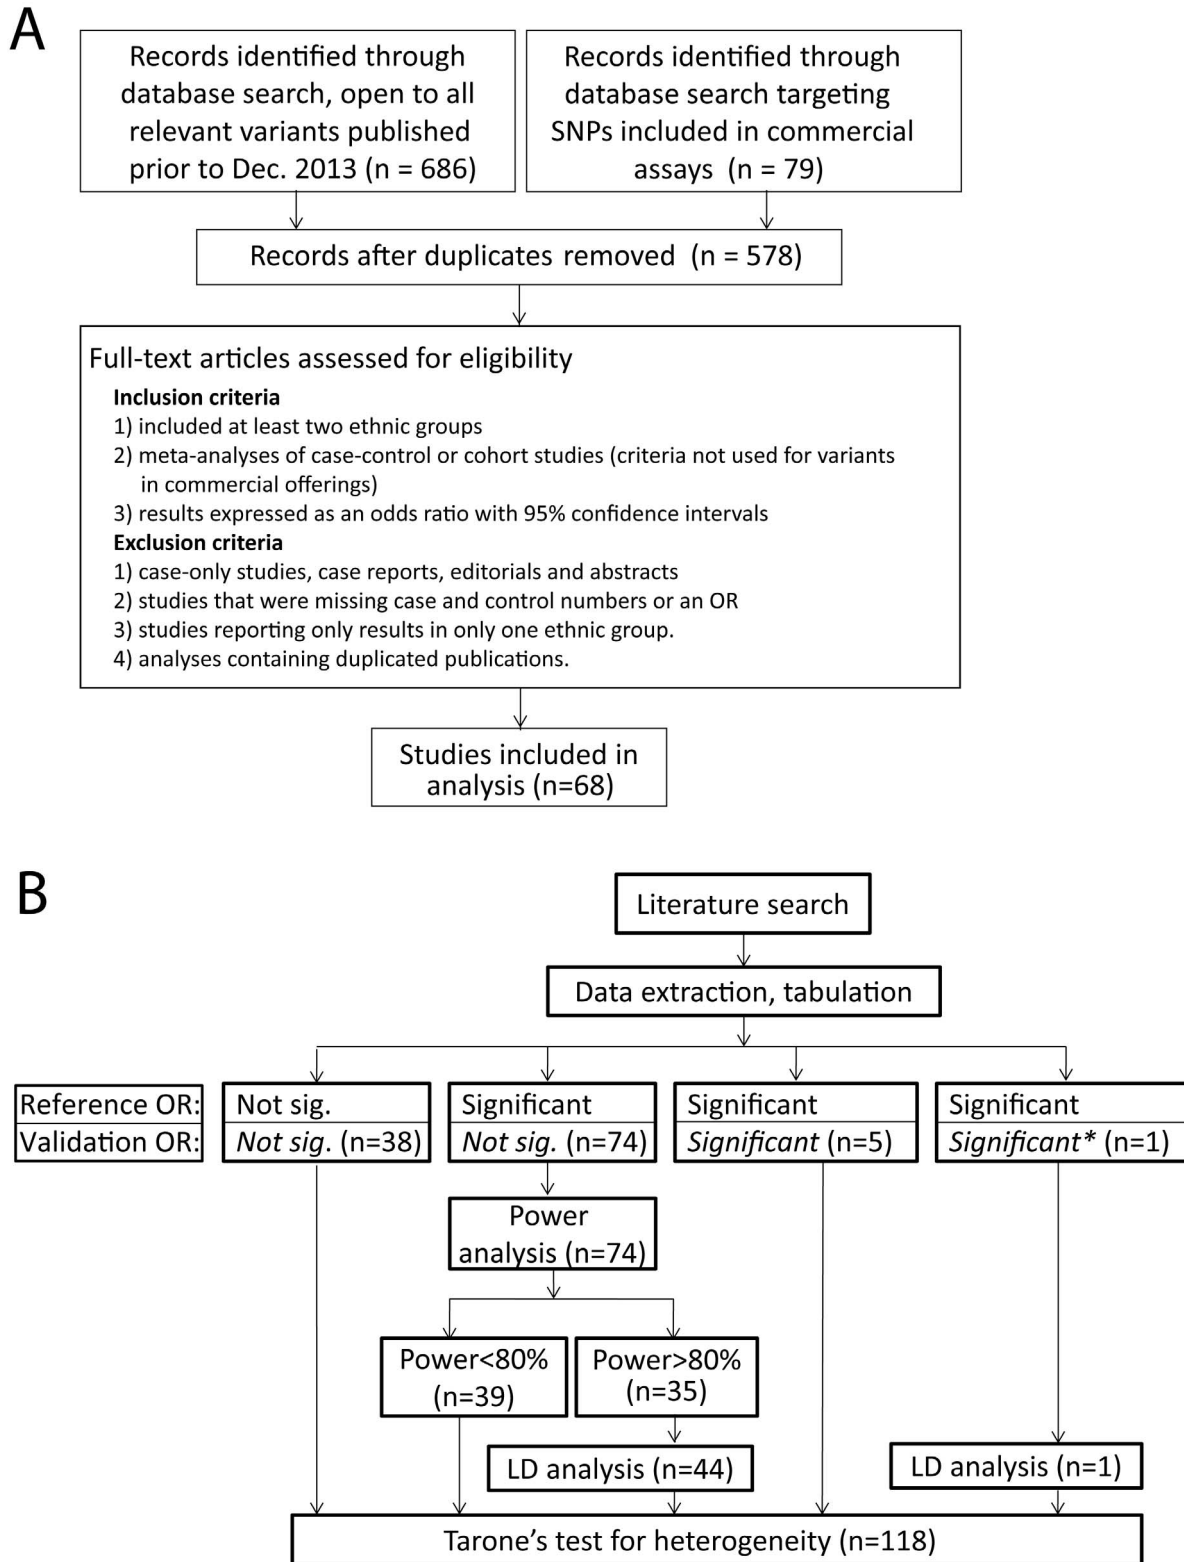 A
Records identified through
database search, open to all
relevant variants published
prior to Dec. 2013 (n = 686)
Records identified through
database search targeting
SNPs included in commercial
assays (n = 79)
Records after duplicates removed (n = 578)
Full-text articles assessed for eligibility
Inclusion criteria
1) included at least two ethnic groups
2) meta-analyses of case-control or cohort studies (criteria not used for variants
in commercial offerings)
3) results expressed as an odds ratio with 95% confidence intervals
Exclusion criteria
1) case-only studies, case reports, editorials and abstracts
2) studies that were missing case and control numbers or an OR
3) studies reporting only results in only one ethnic group.
4) analyses containing duplicated publications.
Studies included in
analysis (n=68)
B
Literature search
Data extraction, tabulation
Reference OR: Not sig. Significant Significant Significant
Validation OR: Not sig. (n=38) Not sig. (n=74) Significant (n=5) Significant* (n=1)
Power
analysis (n=74)
Power<80%
(n=39)
Power>80%
(n=35)
LD analysis (n=44)
LD analysis (n=1)
Tarone's test for heterogeneity (n=118)